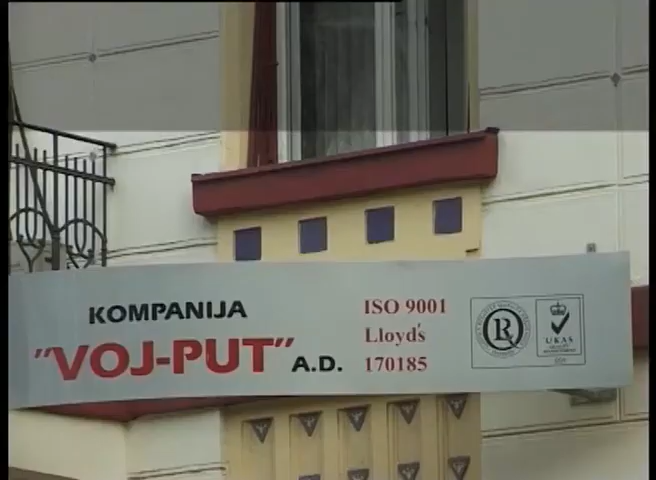 KOMPANIJA
"VOJ-PUT" A.D.
ISO 9001
Lloyd's
170185
UKAS